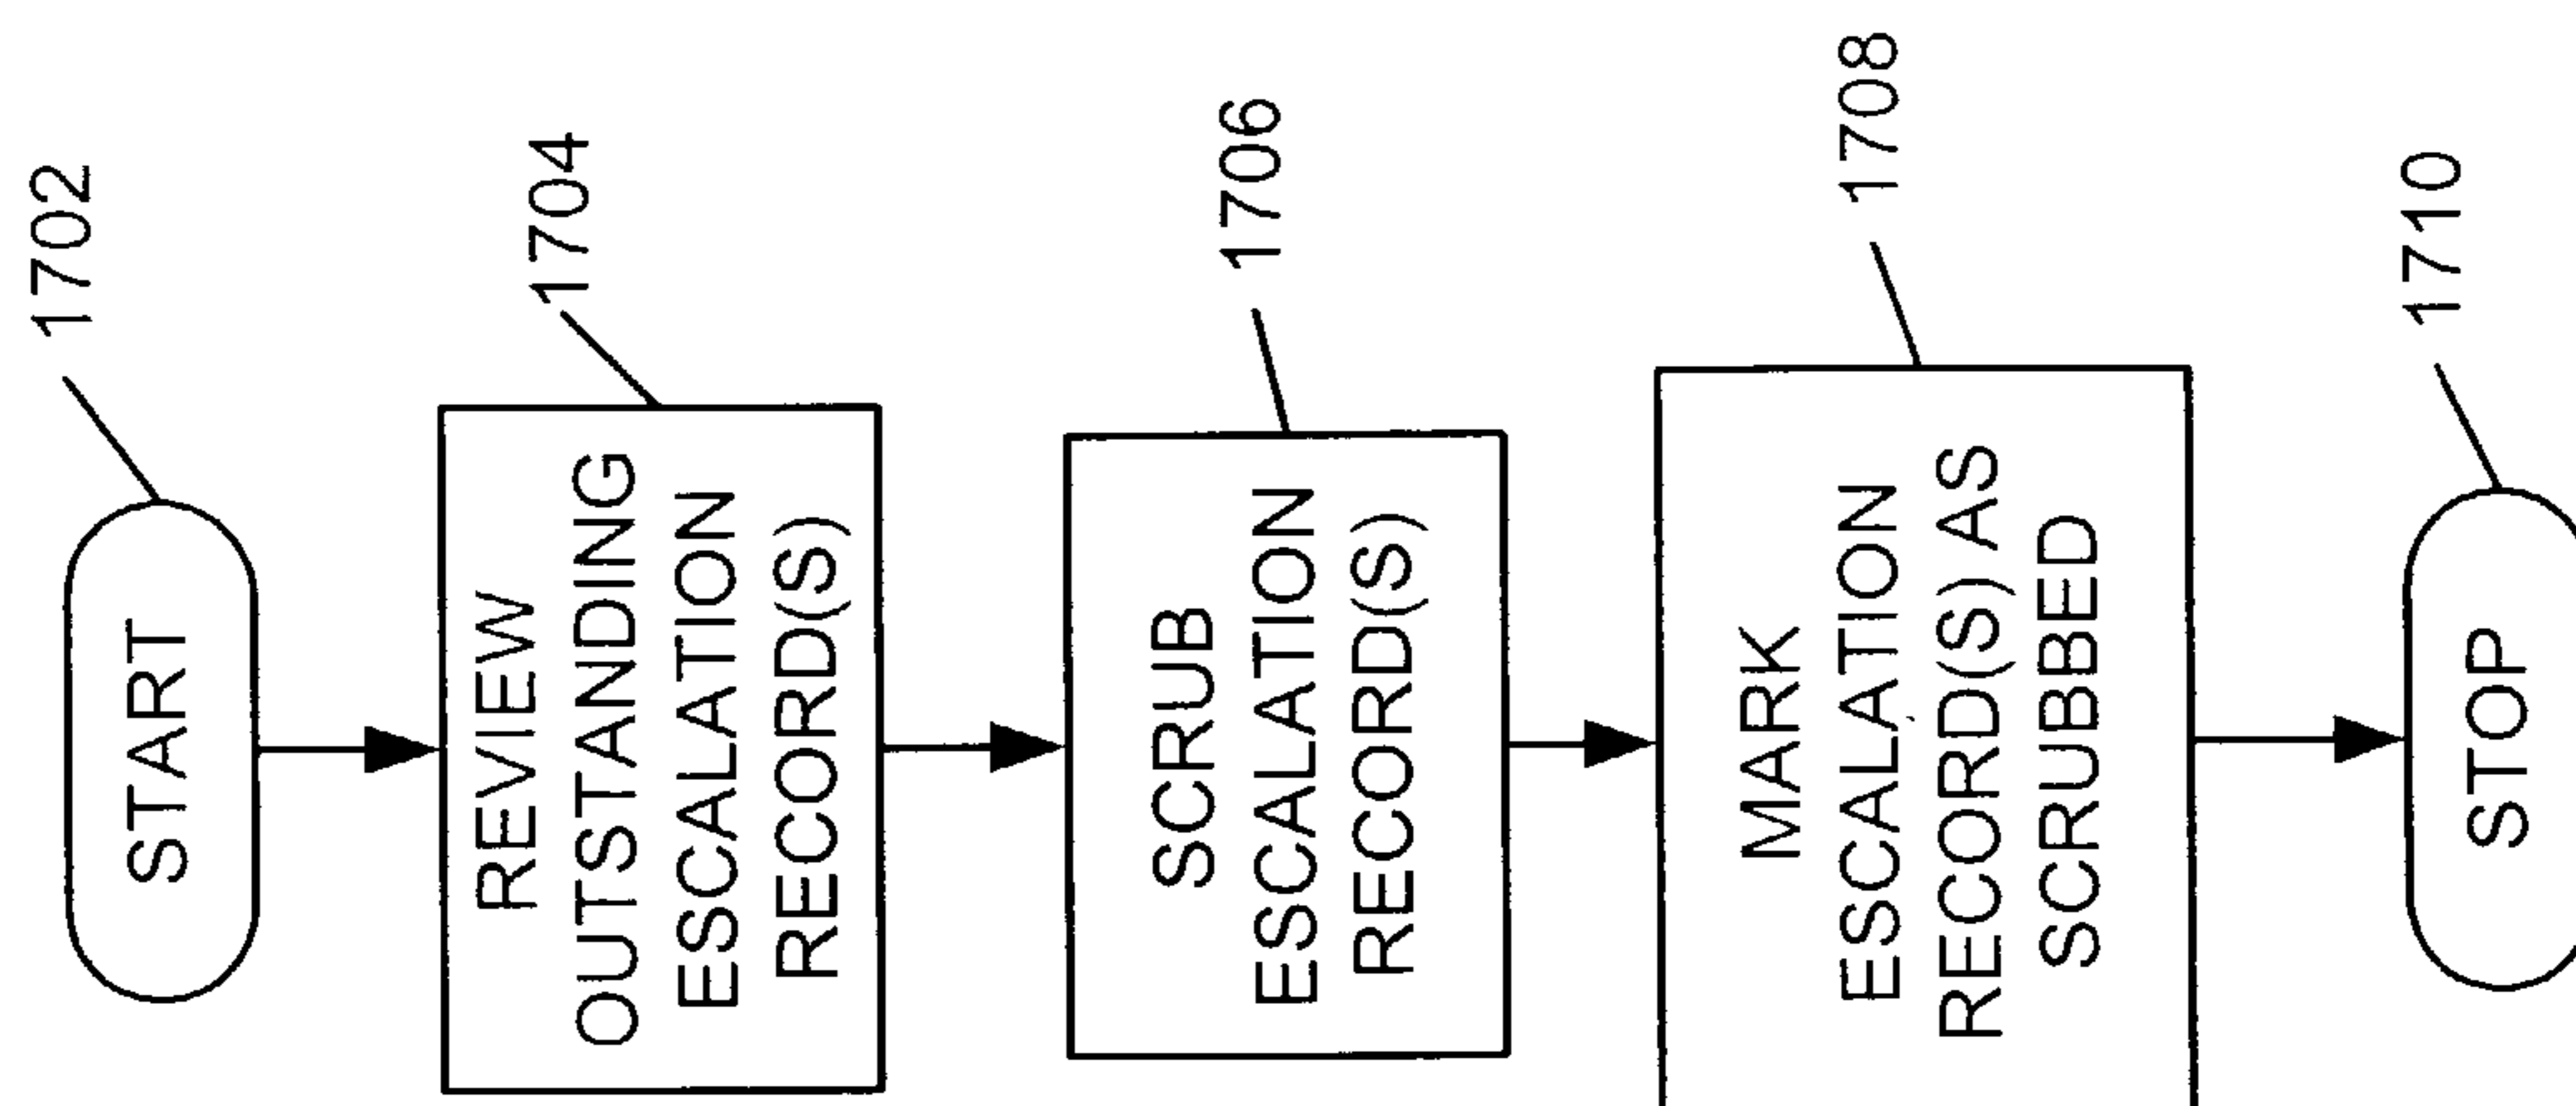 START
1702
REVIEW
OUTSTANDING
ESCALATION
RECORD(S)
1704
SCRUB
ESCALATION
RECORD(S)
1706
MARK
ESCALATION
RECORD(S) AS
SCRUBBED
1708
STOP
1710